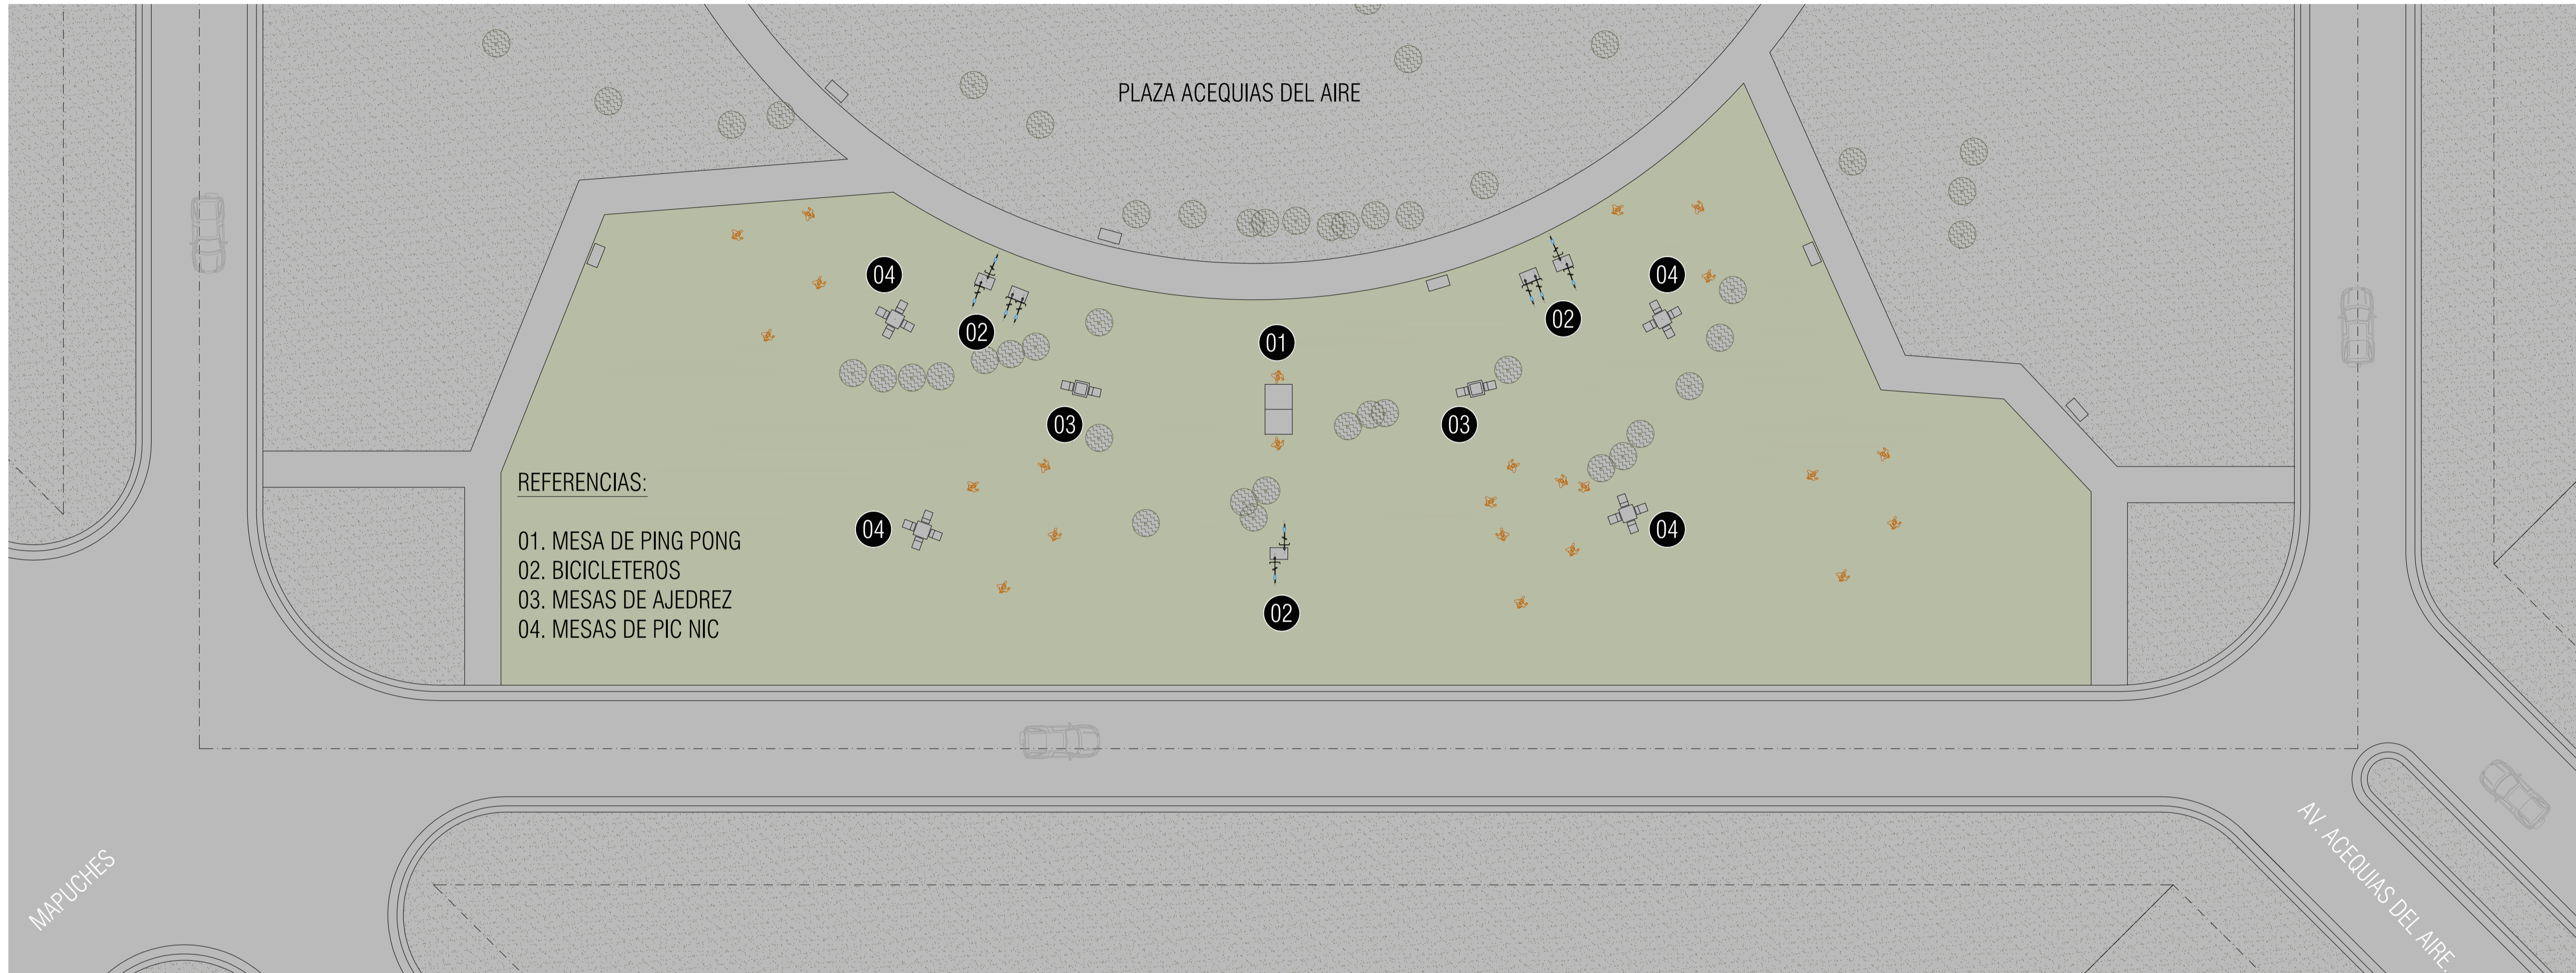 PLAZA ACEQUIAS DEL AIRE
04
04
02
02
01
03
03
REFERENCIAS:
01. MESA DE PING PONG
02. BICICLETEROS
03. MESAS DE AJEDREZ
04. MESAS DE PIC NIC
04
04
02
MAPUCHES
AV. ACEQUIAS DEL AIRE